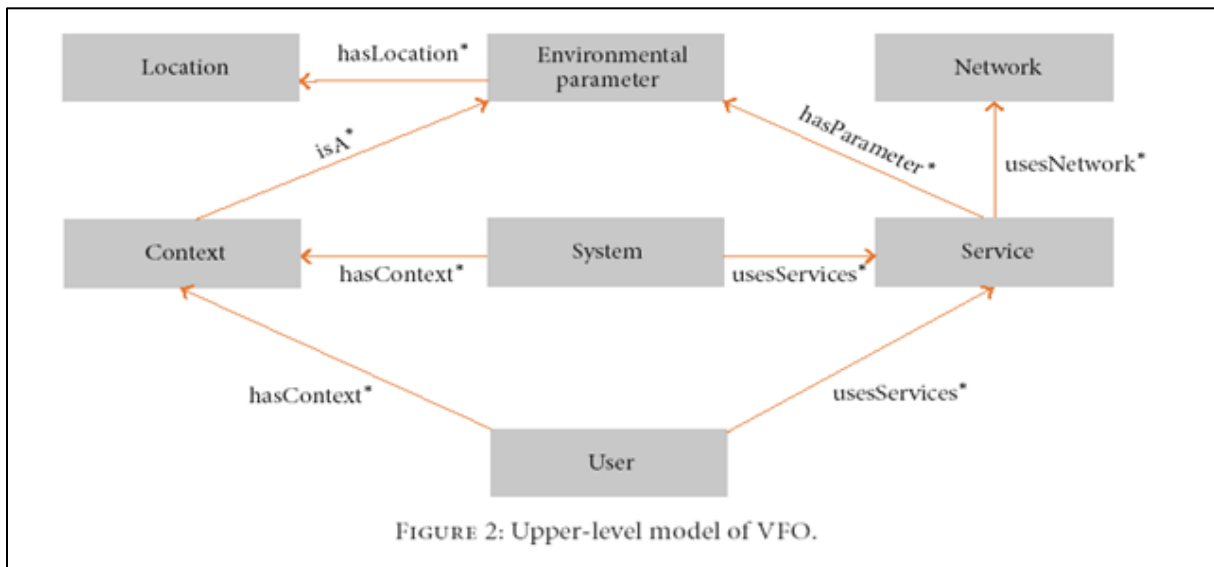 Location
hasLocation*
Environmental
parameter
Network
isA*
hasParameter*
usesNetwork*
Context
hasContext*
System
usesServices*
Service
hasContext*
usesServices*
User
FIGURE 2: Upper-level model of VFO.